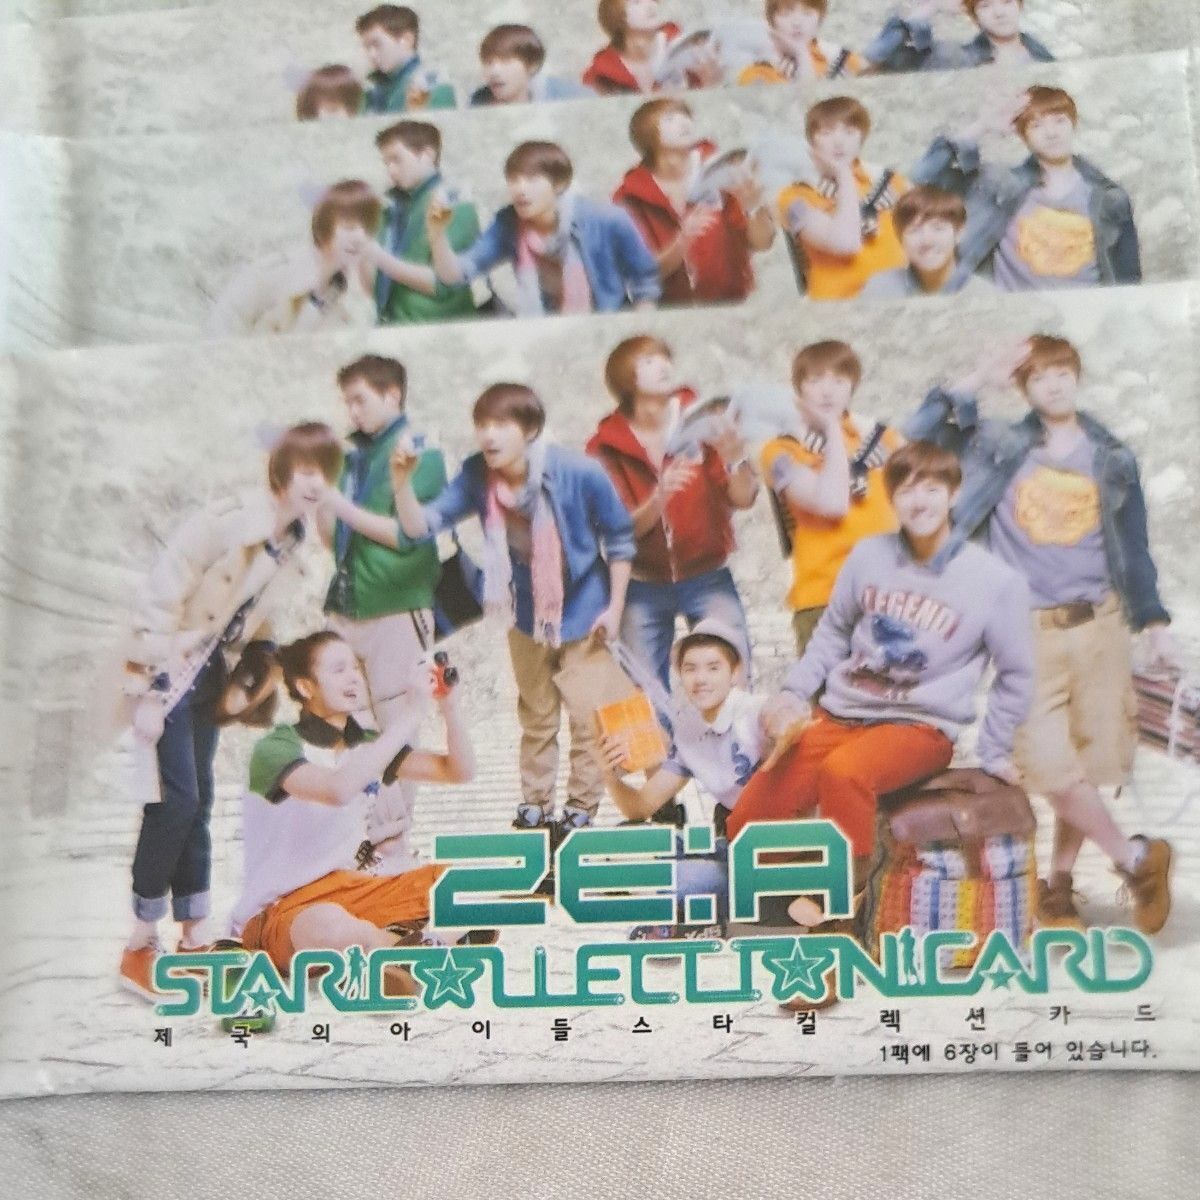 LEGEND
ZE:A
STAR COLLECTION CARD
제국의아이들스타컬렉션카드
1팩에 6장이 들어 있습니다.